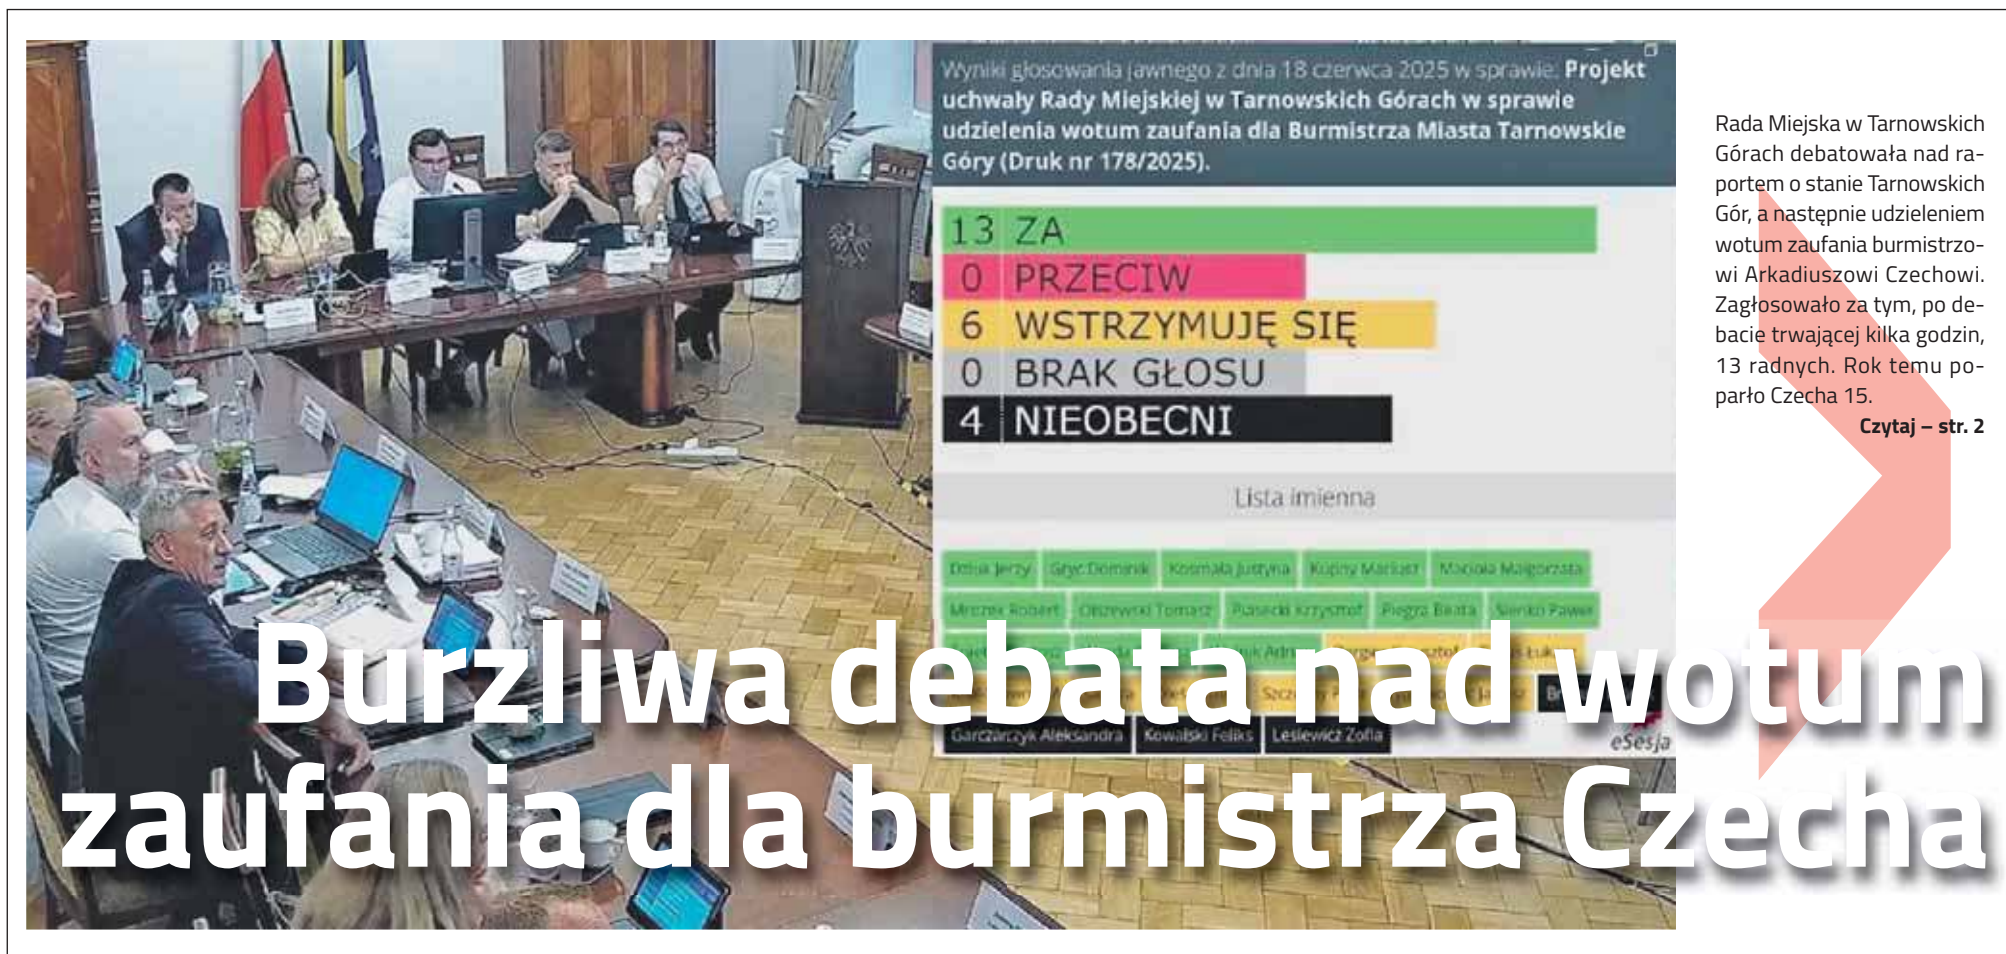 Wyniki głosowania jawnego z dnia 18 czerwca 2025 w sprawie: Projekt
uchwały Rady Miejskiej w Tarnowskich Górach w sprawie
udzielenia wotum zaufania dla Burmistrza Miasta Tarnowskie
Góry (Druk nr 178/2025).
13 ZA
0 PRZECIW
6 WSTRZYMUJĘ SIĘ
0 BRAK GŁOSU
4 NIEOBECNI
Lista imienna
Jerzy Gryc Dominik Kosmala Justyna Kupny Mariusz Małgorzata
Mrozek Robert Olszewski Tomasz Piasecki Krzysztof Piegza Beata Sieńko Paweł
Garczarczyk Aleksandra Kowalski Feliks Leslewicz Zofia
eSesja
Rada Miejska w Tarnowskich
Górach debatowała nad ra-
portem o stanie Tarnowskich
Gór, a następnie udzieleniem
wotum zaufania burmistrzo-
wi Arkadiuszowi Czechowi.
Zagłosowało za tym, po de-
bacie trwającej kilka godzin,
13 radnych. Rok temu po-
parło Czecha 15.
Czytaj – str. 2
Burzliwa debata nad wotum
zaufania dla burmistrza Czecha